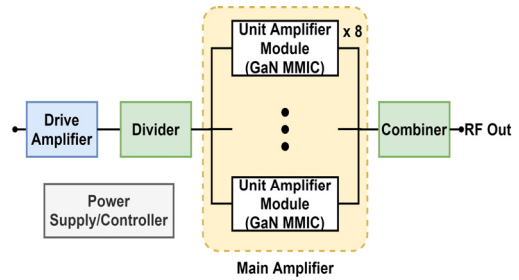 Unit Amplifier
Module
(GaN MMIC)
x 8
Drive
Amplifier
Divider
Combiner
RF Out
Power
Supply/Controller
Unit Amplifier
Module
(GaN MMIC)
Main Amplifier